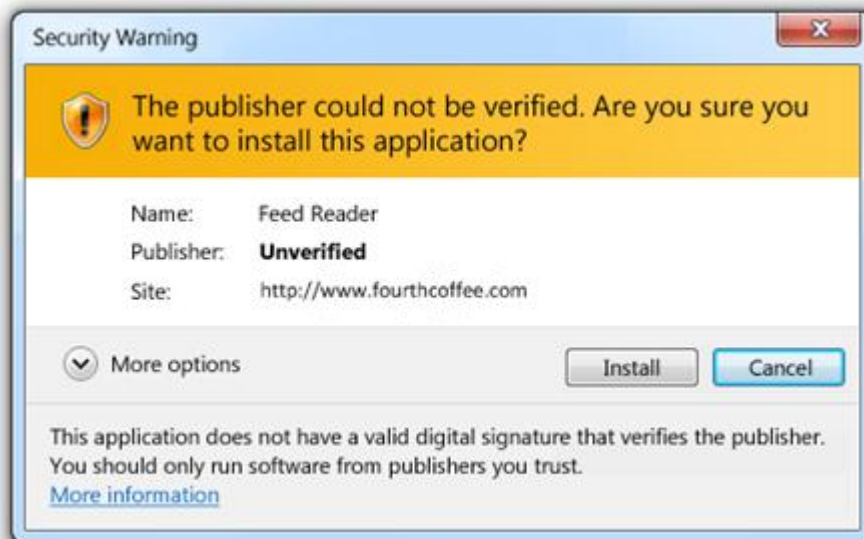 Security Warning
The publisher could not be verified. Are you sure you
want to install this application?
Name: Feed Reader
Publisher: Unverified
Site: http://www.fourthcoffee.com
More options
Install
Cancel
This application does not have a valid digital signature that verifies the publisher.
You should only run software from publishers you trust.
More information